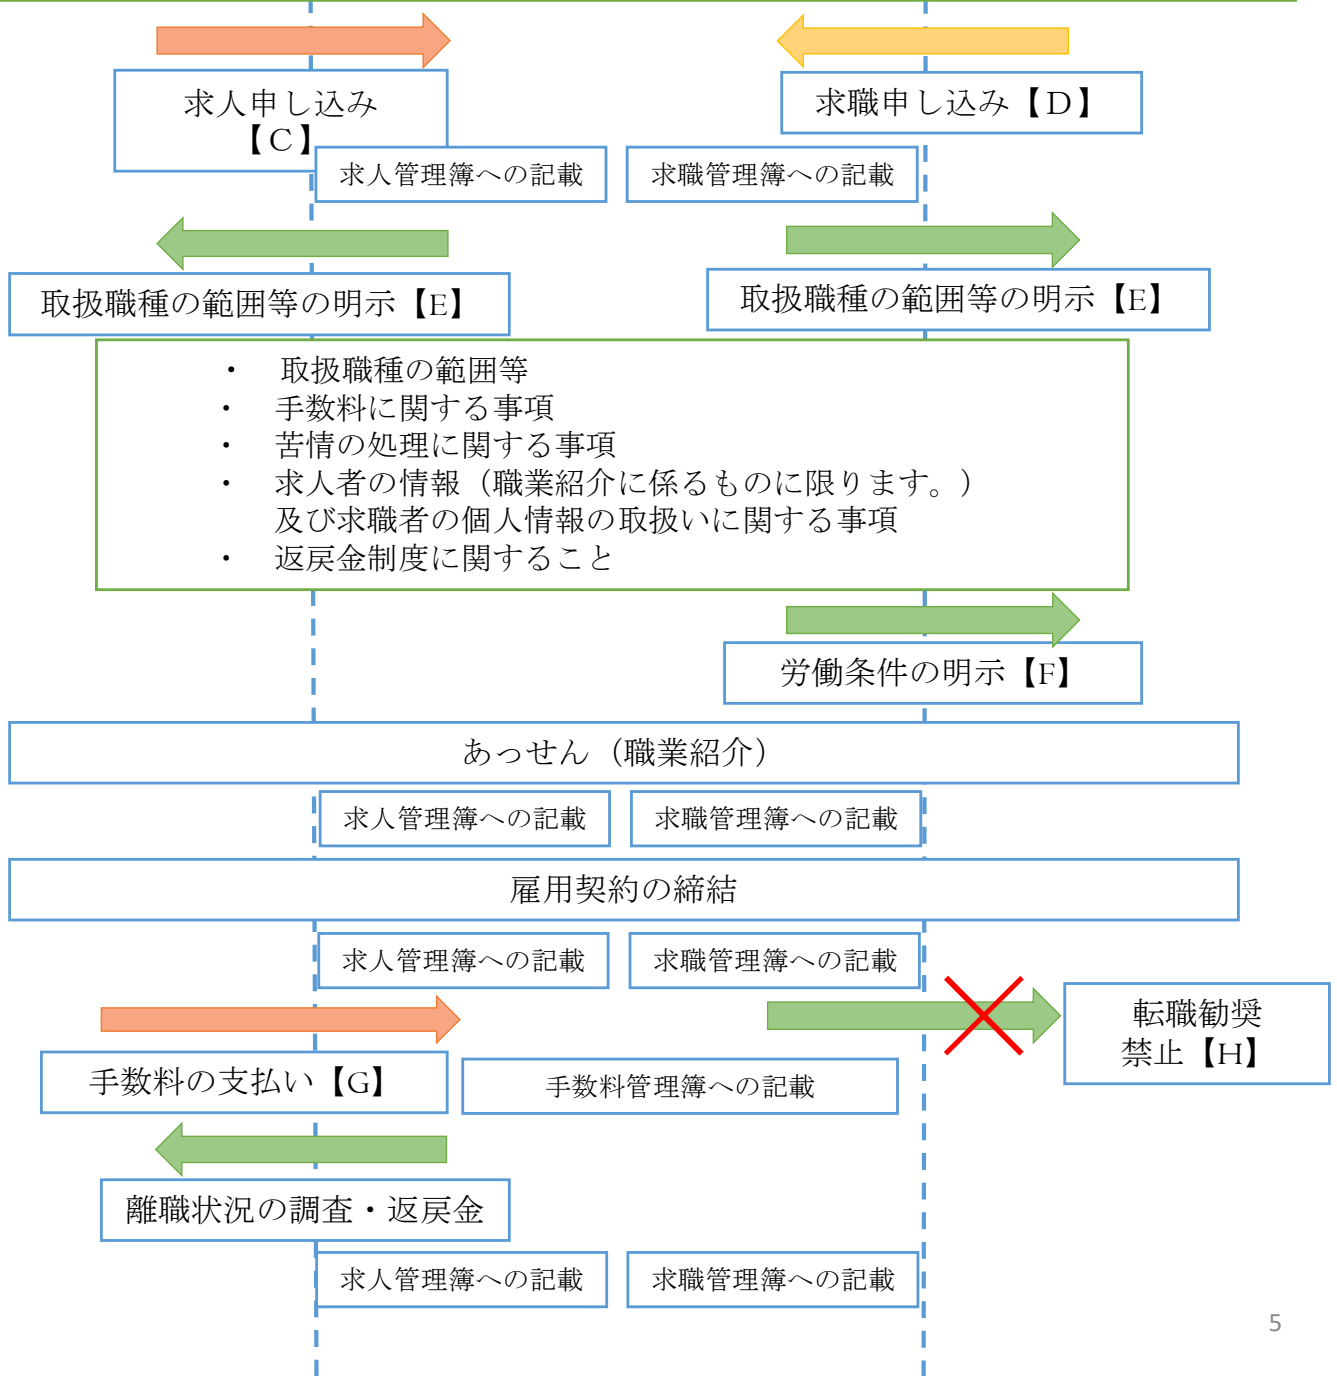 求人申し込み
【C】
求職申し込み【D】
求人管理簿への記載
求職管理簿への記載
取扱職種の範囲等の明示【E】
取扱職種の範囲等の明示【E】
・ 取扱職種の範囲等
・ 手数料に関する事項
・ 苦情の処理に関する事項
・ 求人者の情報（職業紹介に係るものに限ります。）
及び求職者の個人情報の取扱いに関する事項
・ 返戻金制度に関すること
労働条件の明示【F】
あっせん（職業紹介）
求人管理簿への記載
求職管理簿への記載
雇用契約の締結
求人管理簿への記載
求職管理簿への記載
転職勧奨
禁止【H】
手数料の支払い【G】
手数料管理簿への記載
離職状況の調査・返戻金
求人管理簿への記載
求職管理簿への記載
5